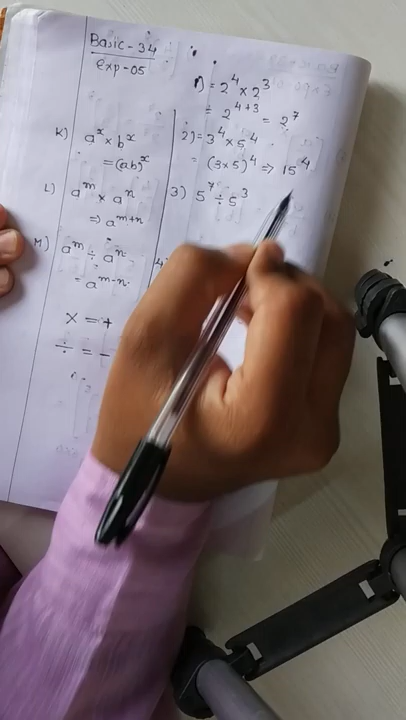 Basic-34
Exp-05
K) aˣ × bˣ
= (ab)ˣ
L) aᵐ × aⁿ
⇒ aᵐ⁺ⁿ
M) aᵐ ÷ aⁿ
= aᵐ⁻ⁿ
× = +
÷ = -
1) = 2⁴ × 2³
= 2⁴⁺³ = 2⁷
2) = 3⁴ × 5⁴
= (3×5)⁴ ⇒ 15⁴
3) 5⁷ ÷ 5³